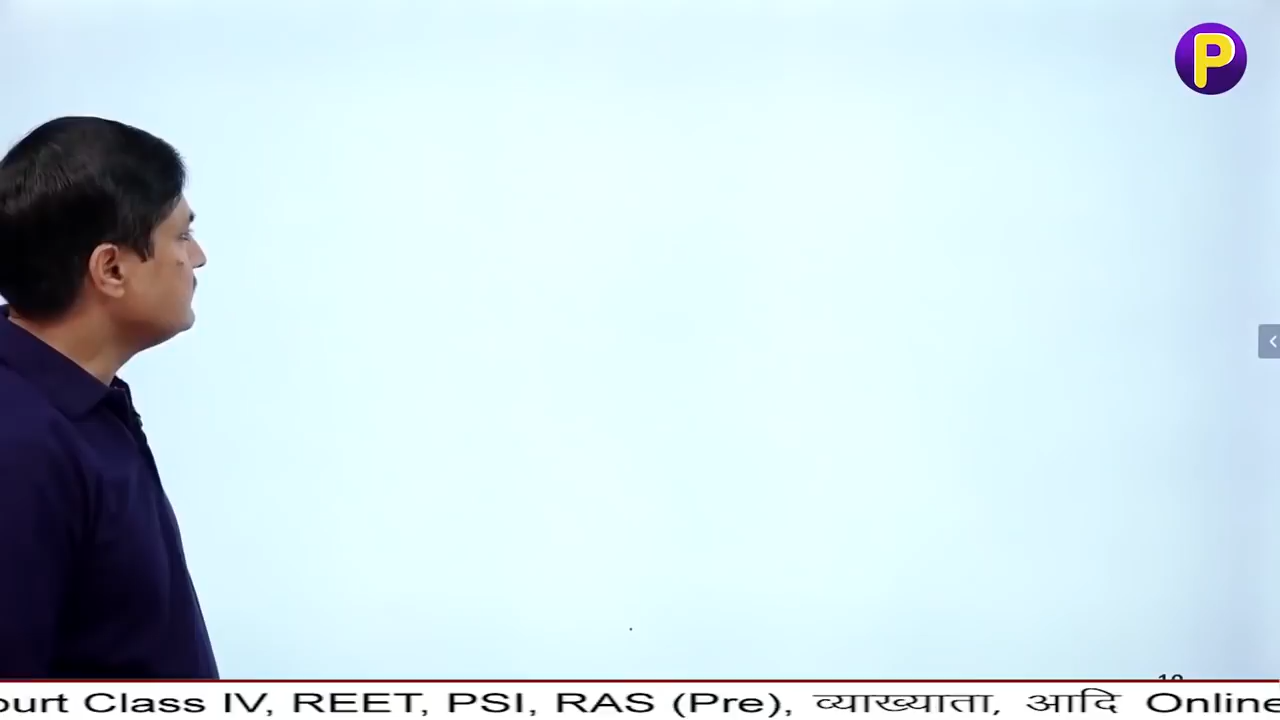 P
ourt Class IV, REET, PSI, RAS (Pre), व्याख्याता, आदि Online